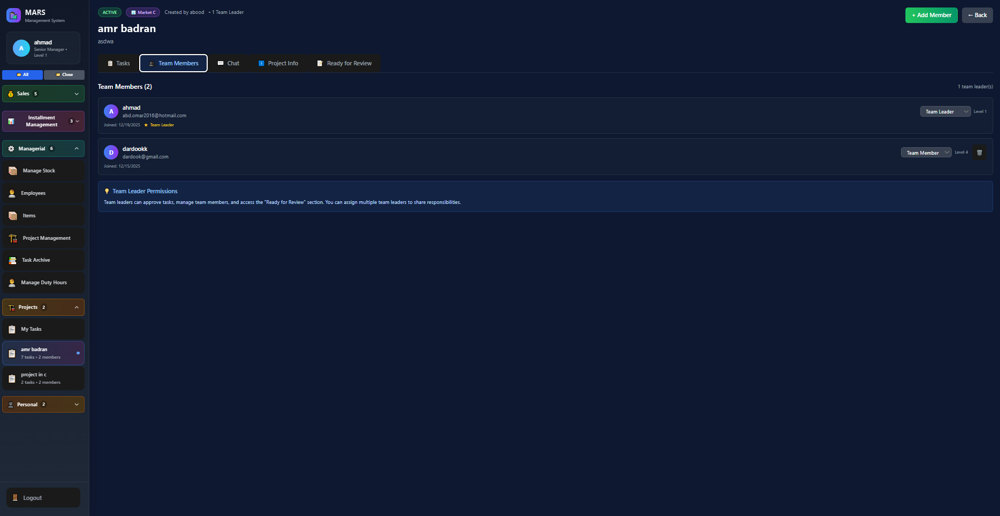 MARS
Management System
A
ahmad
Senior Manager •
Level 1
All
Close
Sales 5
Installment
Management 3
Managerial 6
Manage Stock
Employees
Items
Project Management
Task Archive
Manage Duty Hours
Projects 2
My Tasks
amr badran
7 tasks • 2 members
project in c
2 tasks • 2 members
Personal 2
Logout
ACTIVE Market C Created by abood • 1 Team Leader
+ Add Member
← Back
amr badran
asdwa
Tasks Team Members Chat Project Info Ready for Review
Team Members (2)
1 team leader(s)
A
ahmad
abd.omar2016@hotmail.com
Joined: 12/19/2025 ★ Team Leader
Team Leader Level 1
D
dardookk
dardook@gmail.com
Joined: 12/15/2025
Team Member Level 4
Team Leader Permissions
Team leaders can approve tasks, manage team members, and access the "Ready for Review" section. You can assign multiple team leaders to share responsibilities.